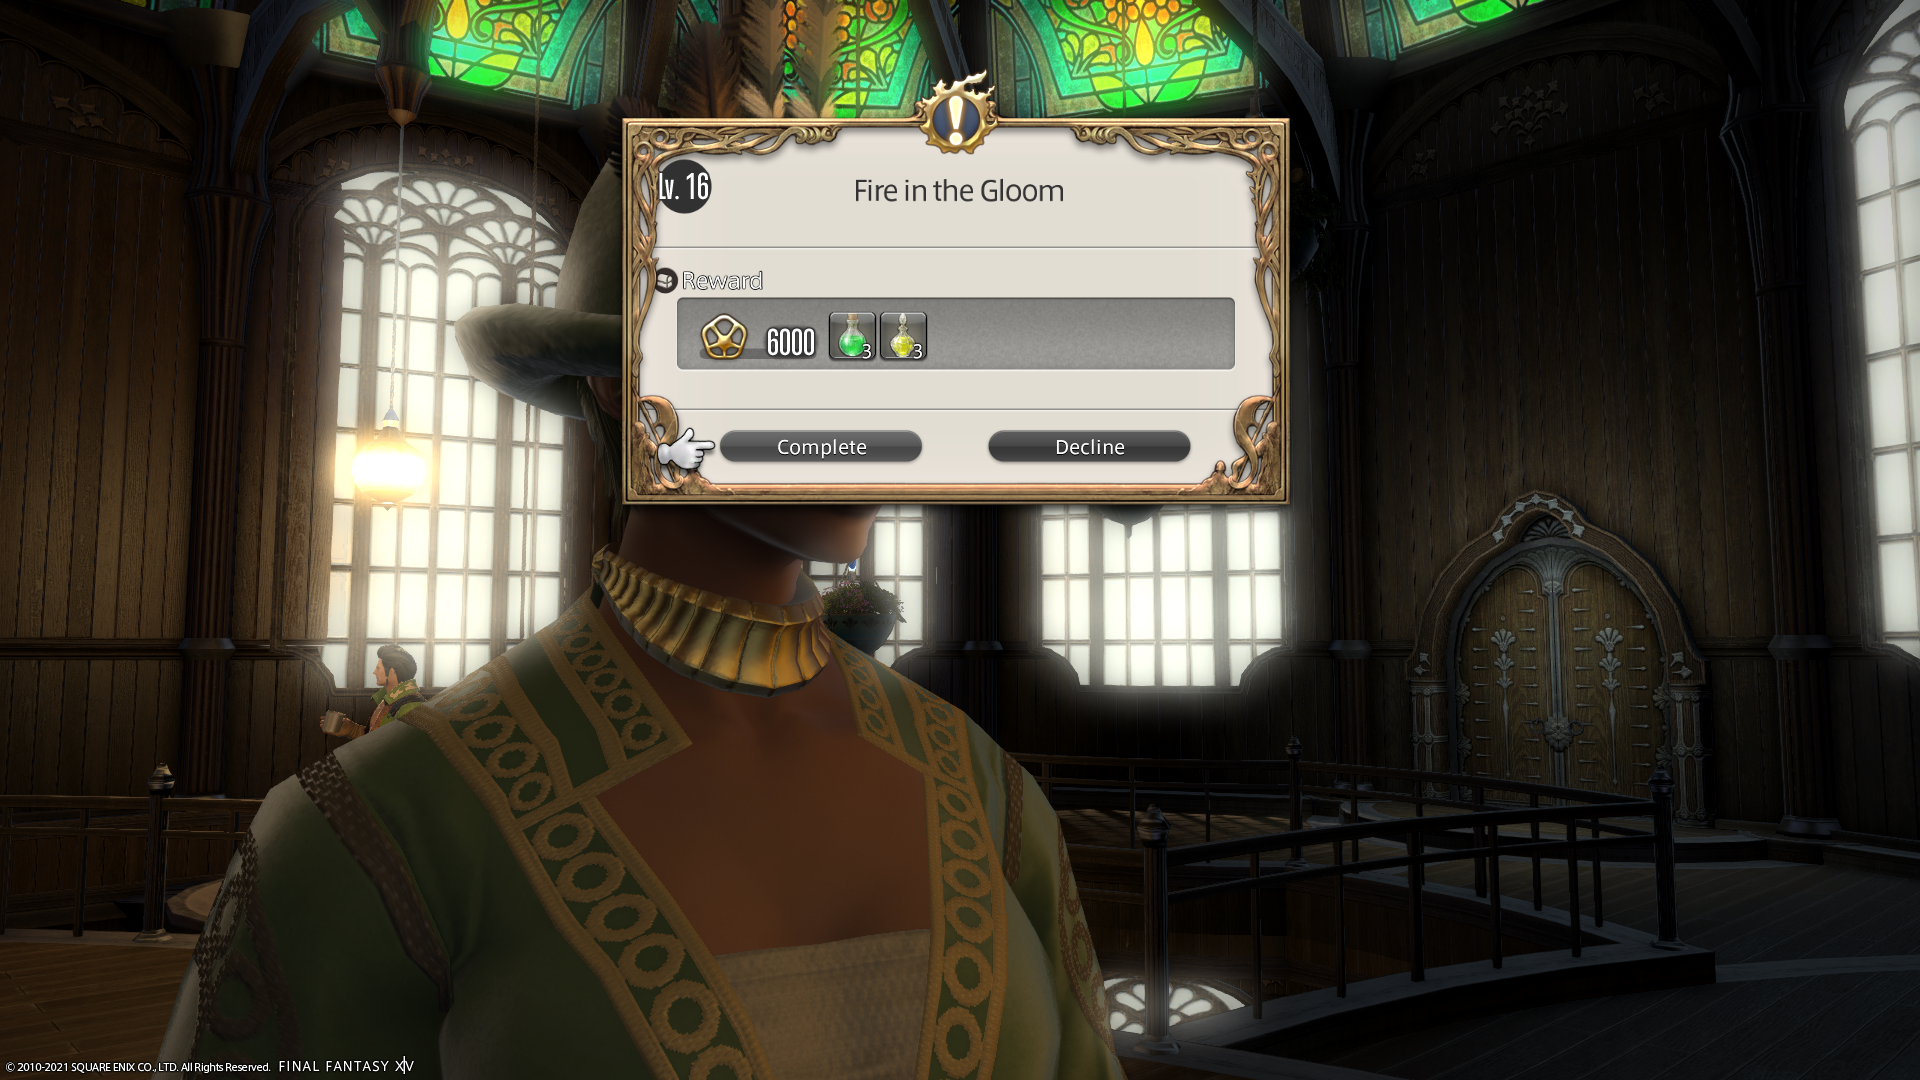 Lv. 16
Fire in the Gloom
Reward
6000 3 3
Complete Decline
© 2010-2021 SQUARE ENIX CO., LTD. All Rights Reserved. FINAL FANTASY XIV